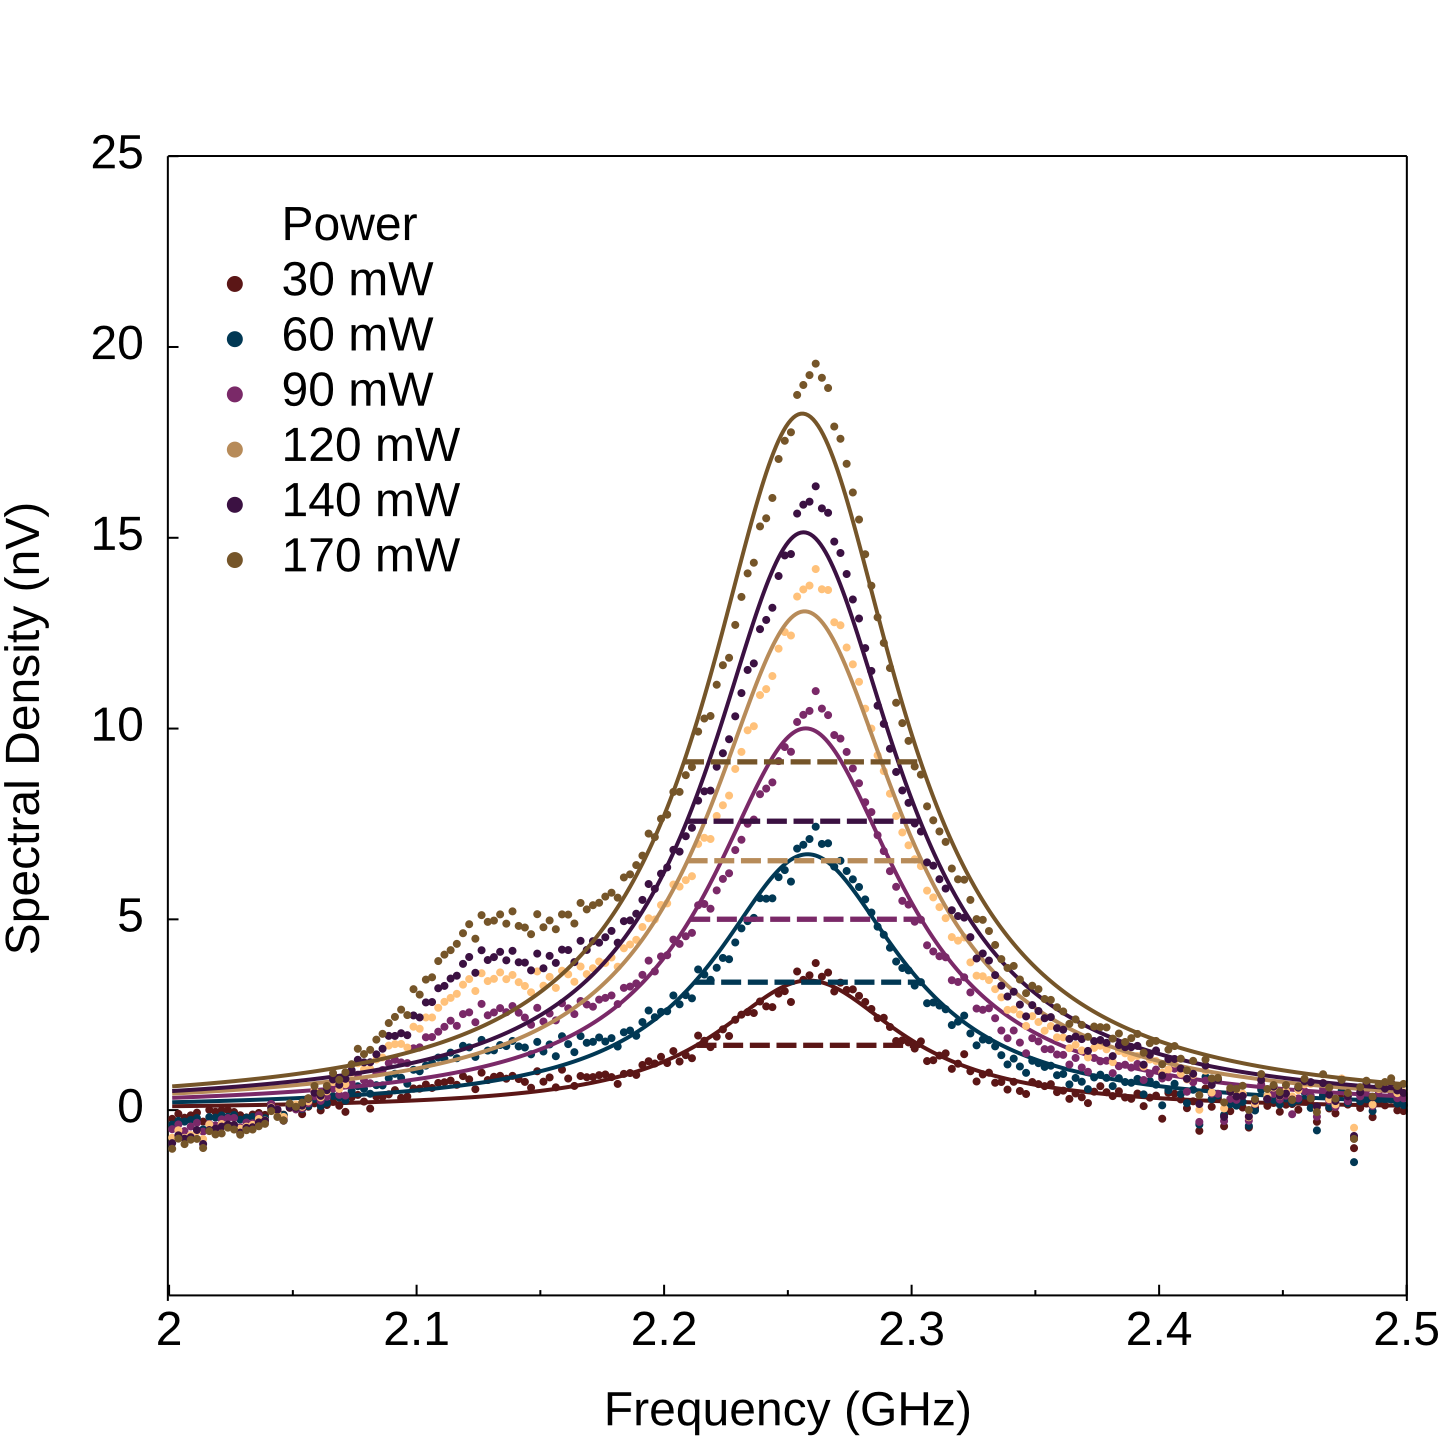 25
20
15
10
5
0
Spectral Density (nV)
Power
30 mW
60 mW
90 mW
120 mW
140 mW
170 mW
2 2.1 2.2 2.3 2.4 2.5
Frequency (GHz)